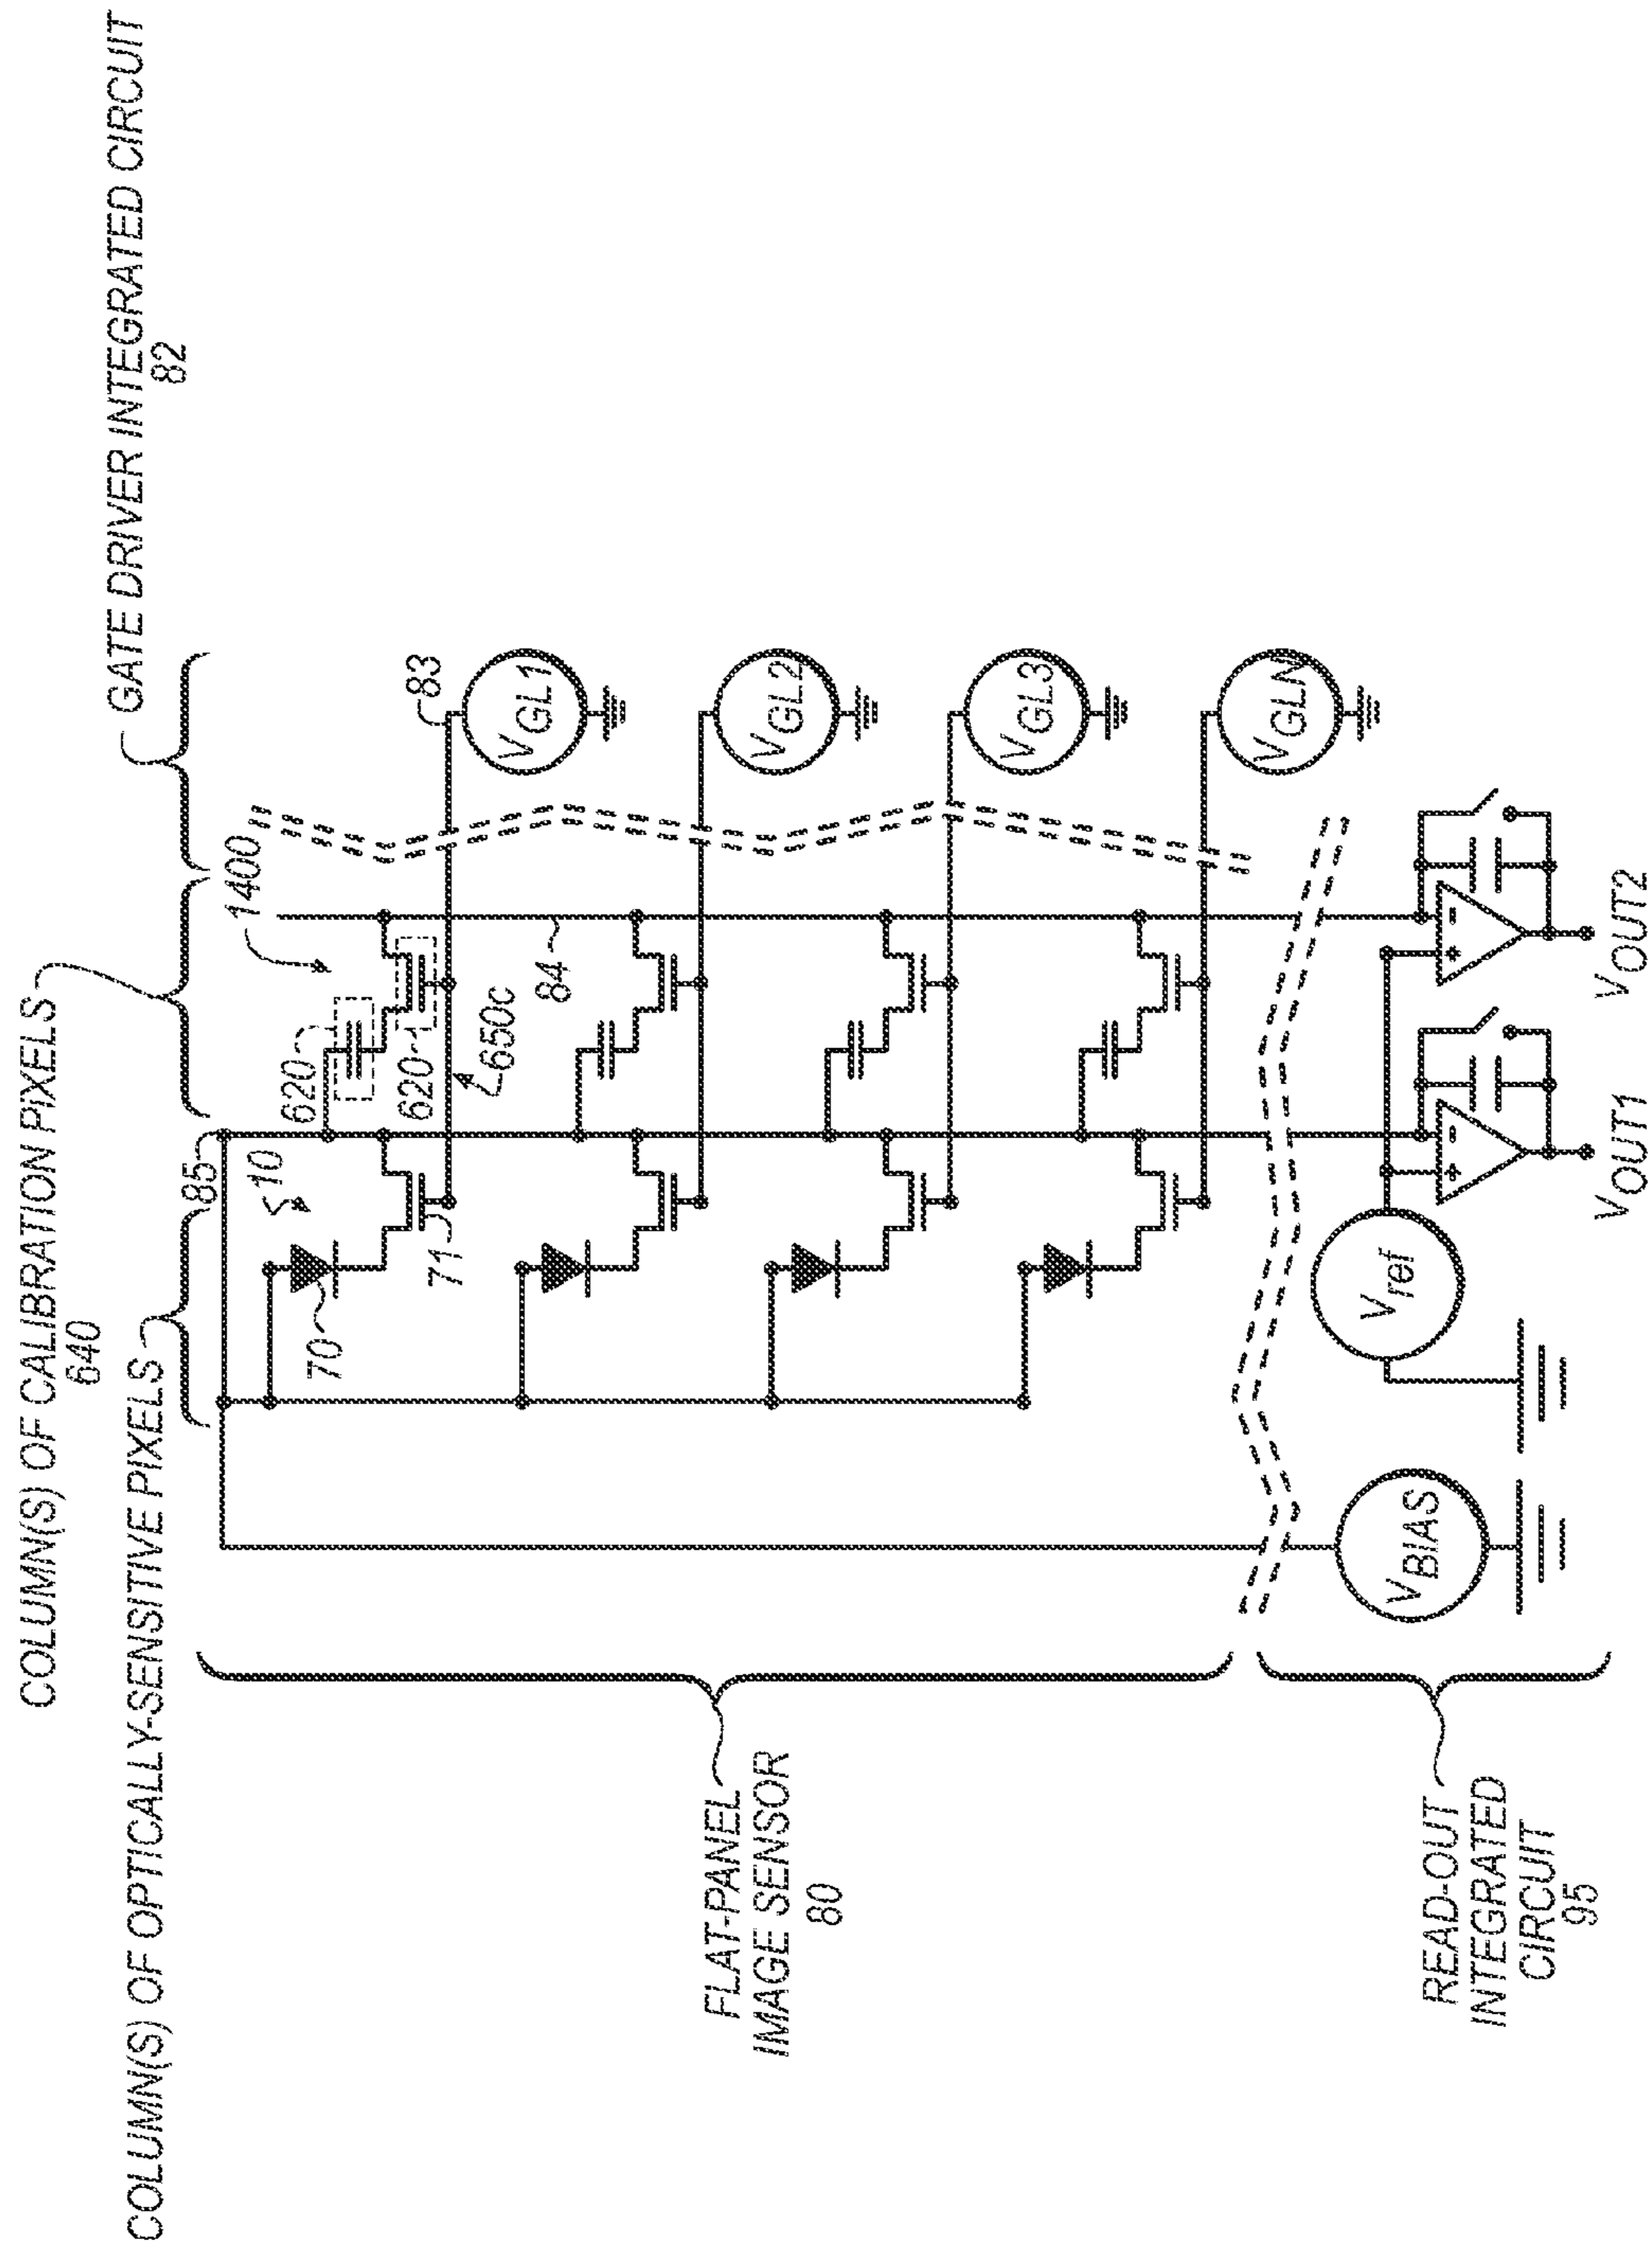 COLUMN(S) OF CALIBRATION PIXELS
640
GATE DRIVER INTEGRATED CIRCUIT
82
COLUMN(S) OF OPTICALLY-SENSITIVE PIXELS
85
10
70
71
620
620
1400
650c
84
83
VGL1
VGL2
VGL3
VGLN
FLAT-PANEL
IMAGE SENSOR
80
READ-OUT
INTEGRATED
CIRCUIT
95
VBIAS
Vref
+ -
+ -
VOUT1
VOUT2